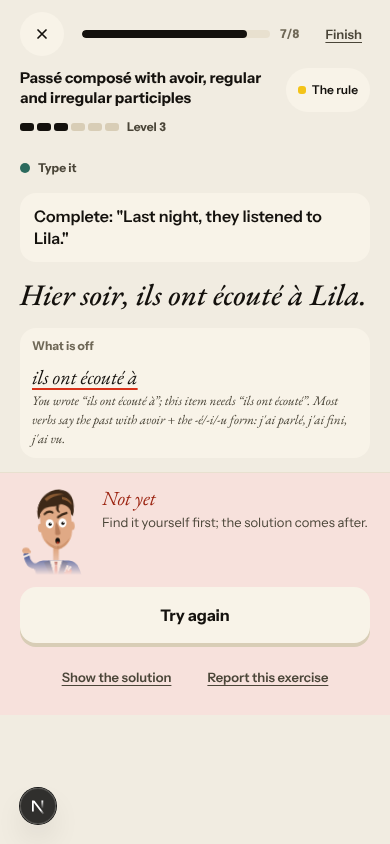 7/8
Finish
Passé composé with avoir, regular
and irregular participles
The rule
Level 3
Type it
Complete: "Last night, they listened to
Lila."
Hier soir, ils ont écouté à Lila.
What is off
ils ont écouté à
You wrote “ils ont écouté à”; this item needs “ils ont écouté”. Most
verbs say the past with avoir + the -é/-i/-u form: j'ai parlé, j'ai fini,
j'ai vu.
Not yet
Find it yourself first; the solution comes after.
Try again
Show the solution
Report this exercise
N